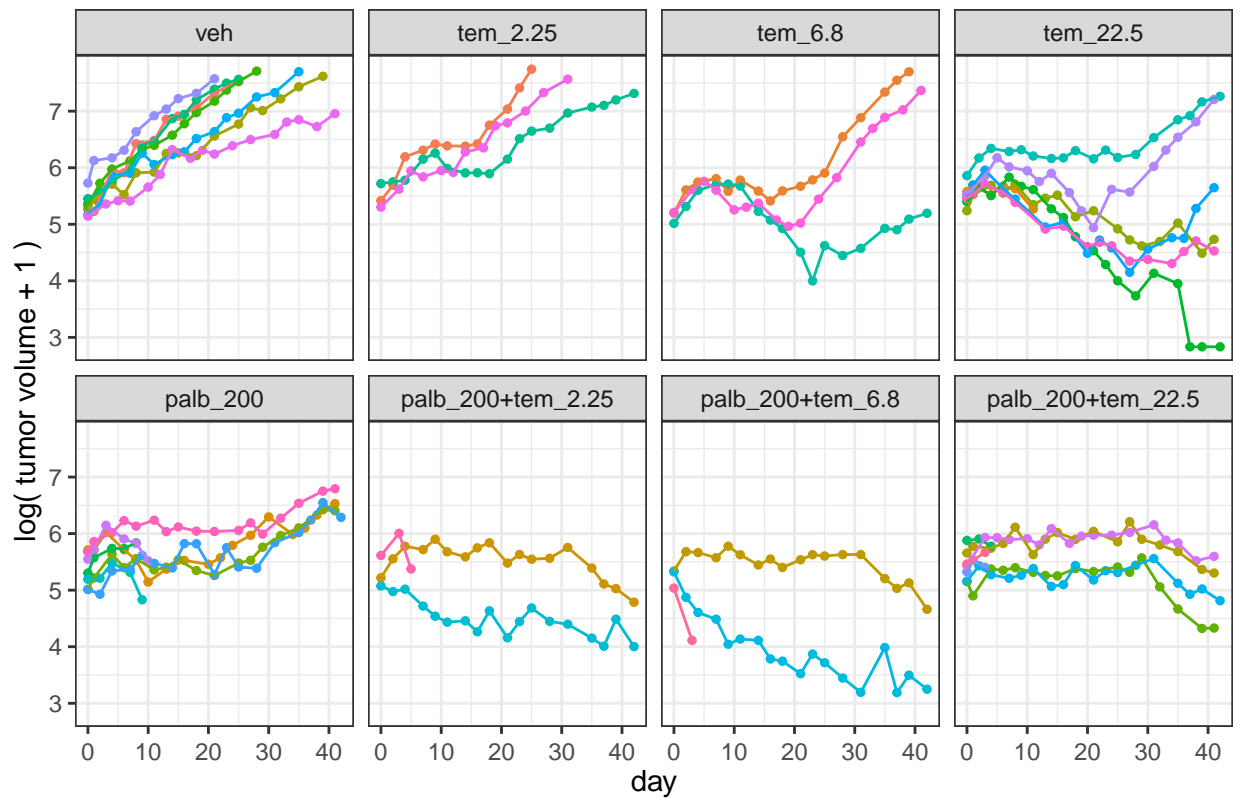 veh tem_2.25 tem_6.8 tem_22.5
7
6
5
4
3
palb_200 palb_200+tem_2.25 palb_200+tem_6.8 palb_200+tem_22.5
7
6
5
4
3
0 10 20 30 40 0 10 20 30 40 0 10 20 30 40 0 10 20 30 40
day
log( tumor volume + 1 )